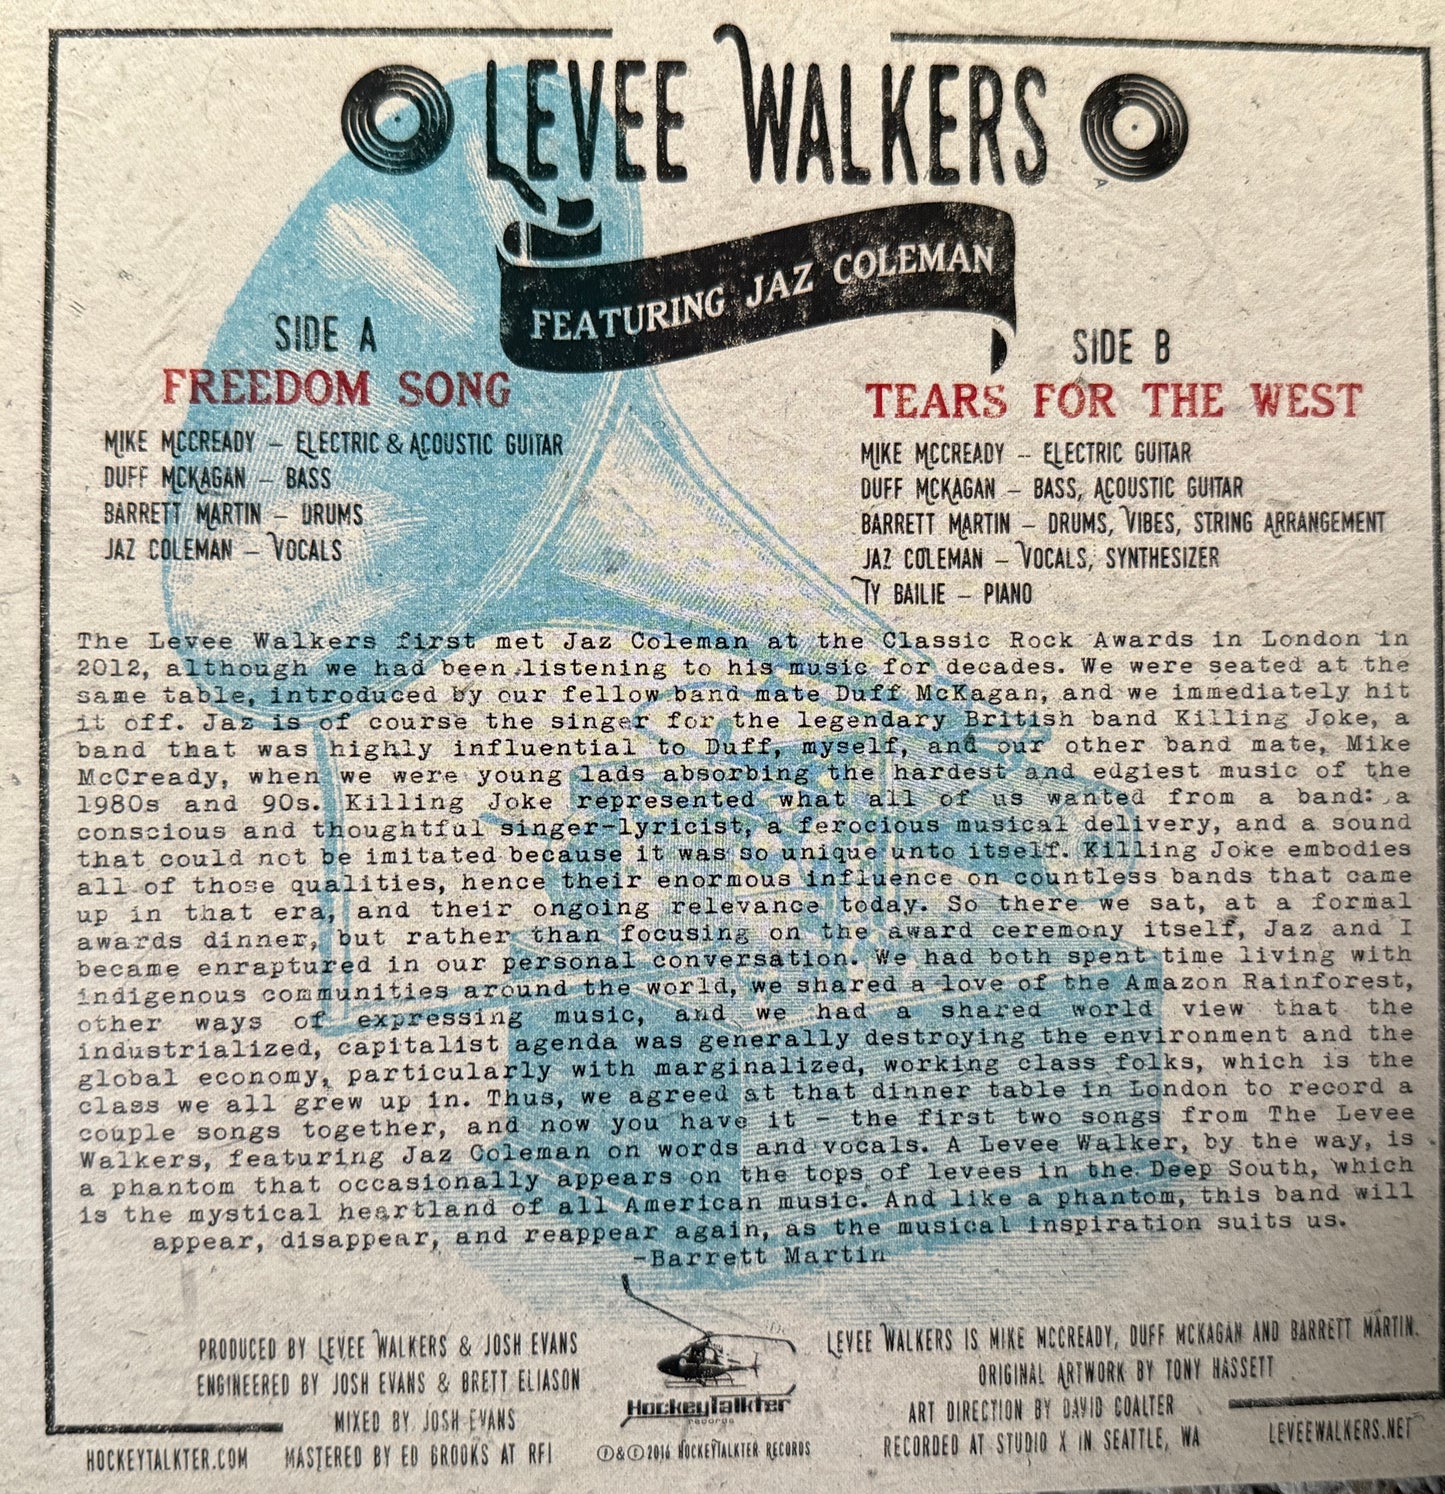 LEVEE WALKERS
FEATURING JAZ COLEMAN
SIDE A
FREEDOM SONG
MIKE MCCREADY – ELECTRIC & ACOUSTIC GUITAR
DUFF MCKAGAN – BASS
BARRETT MARTIN – DRUMS
JAZ COLEMAN – VOCALS
SIDE B
TEARS FOR THE WEST
MIKE MCCREADY – ELECTRIC GUITAR
DUFF MCKAGAN – BASS, ACOUSTIC GUITAR
BARRETT MARTIN – DRUMS, VIBES, STRING ARRANGEMENT
JAZ COLEMAN – VOCALS, SYNTHESIZER
TY BAILIE – PIANO
The Levee Walkers first met Jaz Coleman at the Classic Rock Awards in London in
2012, although we had been listening to his music for decades. We were seated at the
same table, introduced by our fellow band mate Duff McKagan, and we immediately hit
it off. Jaz is of course the singer for the legendary British band Killing Joke, a
band that was highly influential to Duff, myself, and our other band mate, Mike
McCready, when we were young lads absorbing the hardest and edgiest music of the
1980s and 90s. Killing Joke represented what all of us wanted from a band: a
conscious and thoughtful singer-lyricist, a ferocious musical delivery, and a sound
that could not be imitated because it was so unique unto itself. Killing Joke embodies
all of those qualities, hence their enormous influence on countless bands that came
up in that era, and their ongoing relevance today. So there we sat, at a formal
awards dinner, but rather than focusing on the award ceremony itself, Jaz and I
became enraptured in our personal conversation. We had both spent time living with
indigenous communities around the world, we shared a love of the Amazon Rainforest,
other ways of expressing music, and we had a shared world view that the
industrialized, capitalist agenda was generally destroying the environment and the
global economy, particularly with marginalized, working class folks, which is the
class we all grew up in. Thus, we agreed at that dinner table in London to record a
couple songs together, and now you have it – the first two songs from The Levee
Walkers, featuring Jaz Coleman on words and vocals. A Levee Walker, by the way, is
a phantom that occasionally appears on the tops of levees in the Deep South, which
is the mystical heartland of all American music. And like a phantom, this band will
appear, disappear, and reappear again, as the musical inspiration suits us.
-Barrett Martin
PRODUCED BY LEVEE WALKERS & JOSH EVANS
ENGINEERED BY JOSH EVANS & BRETT ELIASON
MIXED BY JOSH EVANS
MASTERED BY ED BROOKS AT RFI
HOCKEYTALKTER.COM
HockeyTalkter
records
Ⓟ&©2016 HOCKEYTALKTER RECORDS
LEVEE WALKERS IS MIKE MCCREADY, DUFF MCKAGAN AND BARRETT MARTIN.
ORIGINAL ARTWORK BY TONY HASSETT
ART DIRECTION BY DAVID COALTER
RECORDED AT STUDIO X IN SEATTLE, WA
LEVEEWALKERS.NET